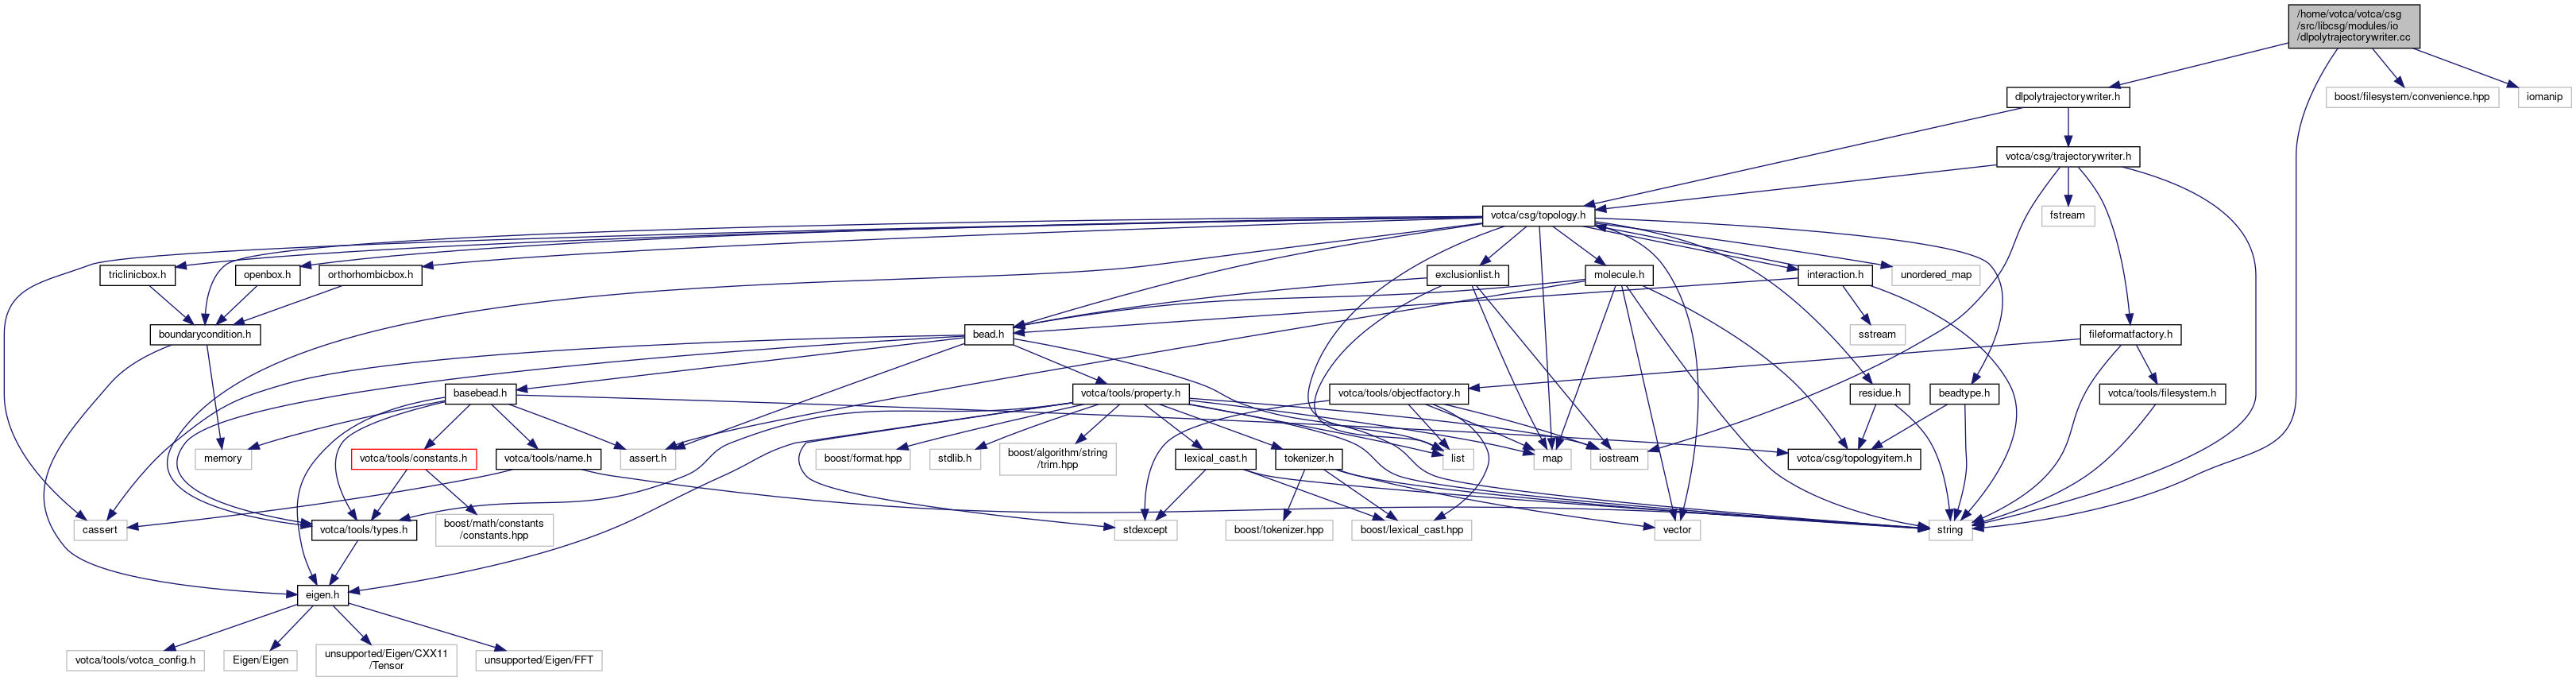 /home/votca/votca/csg
/src/libcsg/modules/io
/dlpolytrajectorywriter.cc
dlpolytrajectorywriter.h
boost/filesystem/convenience.hpp
iomanip
votca/csg/trajectorywriter.h
votca/csg/topology.h
fstream
triclinicbox.h
openbox.h
orthorhombicbox.h
exclusionlist.h
molecule.h
interaction.h
unordered_map
boundarycondition.h
bead.h
sstream
fileformatfactory.h
basebead.h
votca/tools/property.h
votca/tools/objectfactory.h
residue.h
beadtype.h
votca/tools/filesystem.h
memory
votca/tools/constants.h
votca/tools/name.h
assert.h
boost/format.hpp
stdlib.h
boost/algorithm/string
/trim.hpp
lexical_cast.h
tokenizer.h
list
map
iostream
votca/csg/topologyitem.h
cassert
votca/tools/types.h
boost/math/constants
/constants.hpp
stdexcept
boost/tokenizer.hpp
boost/lexical_cast.hpp
vector
string
eigen.h
votca/tools/votca_config.h
Eigen/Eigen
unsupported/Eigen/CXX11
/Tensor
unsupported/Eigen/FFT